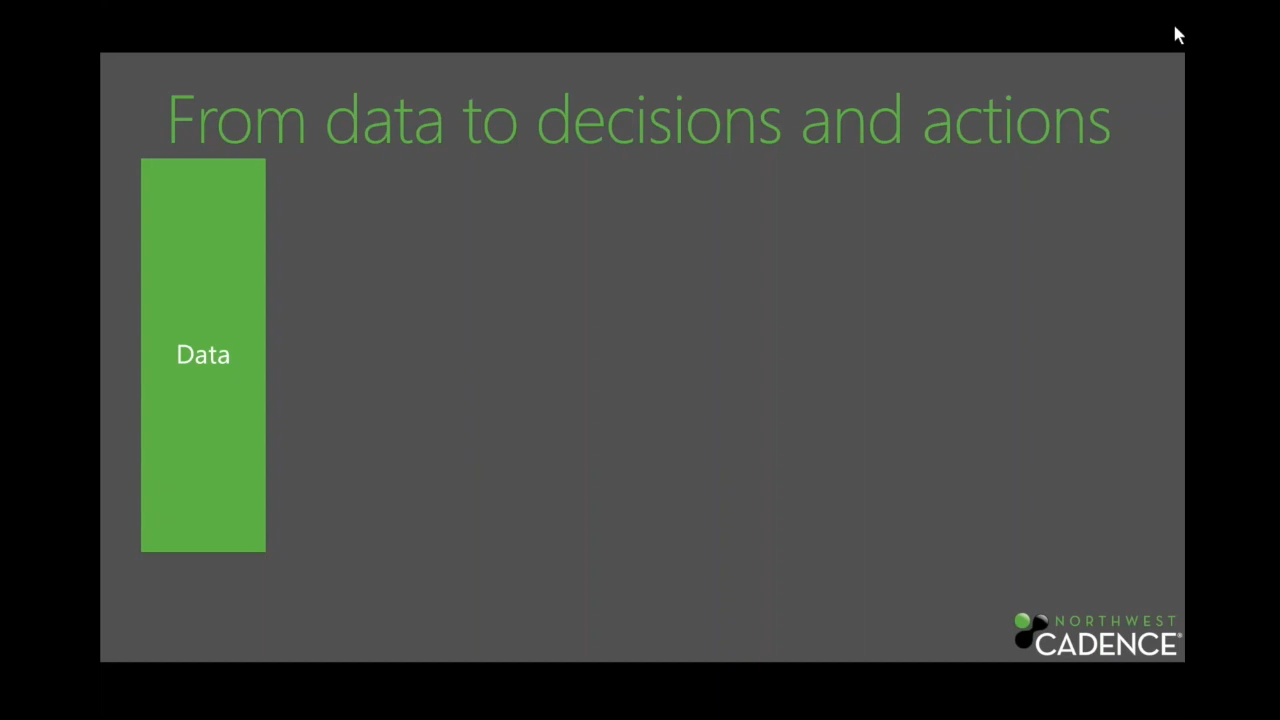 From data to decisions and actions
Data
NORTHWEST
CADENCE®